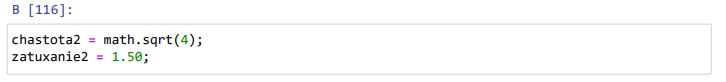 В [116]:
chastota2 = math.sqrt(4);
zatuxanie2 = 1.50;